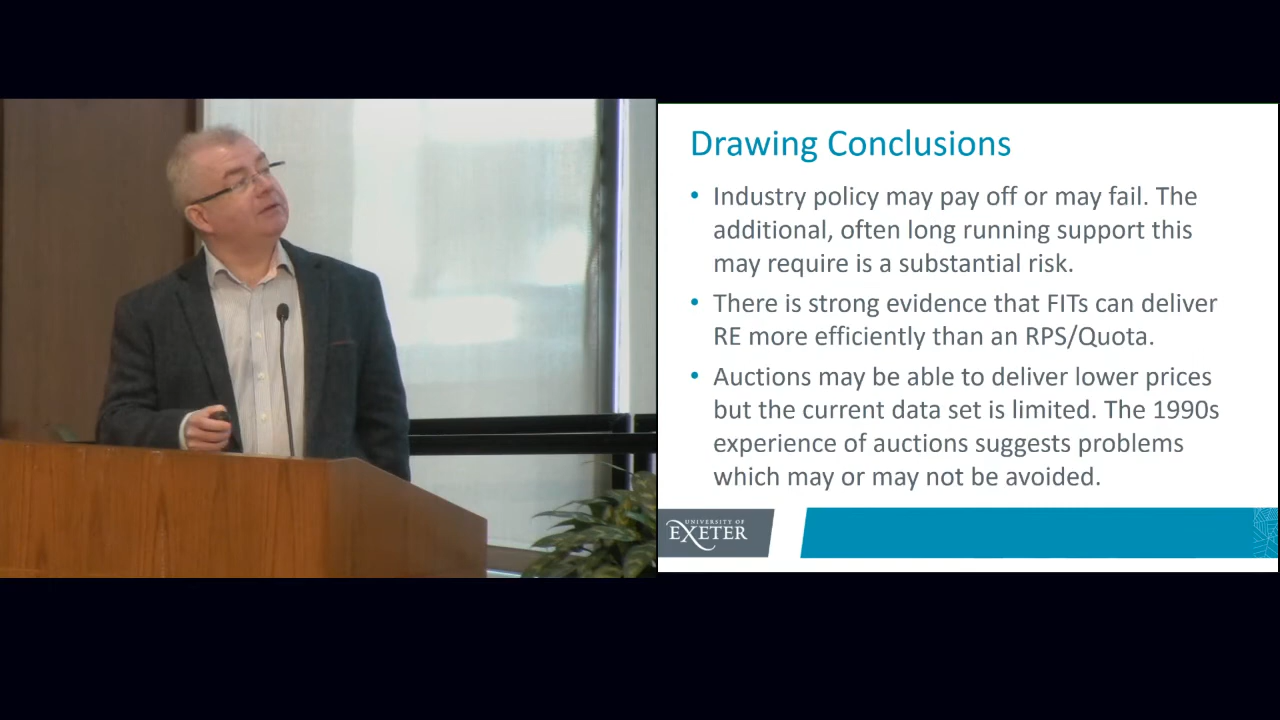 Drawing Conclusions
• Industry policy may pay off or may fail. The
additional, often long running support this
may require is a substantial risk.
• There is strong evidence that FITs can deliver
RE more efficiently than an RPS/Quota.
• Auctions may be able to deliver lower prices
but the current data set is limited. The 1990s
experience of auctions suggests problems
which may or may not be avoided.
UNIVERSITY OF
EXETER